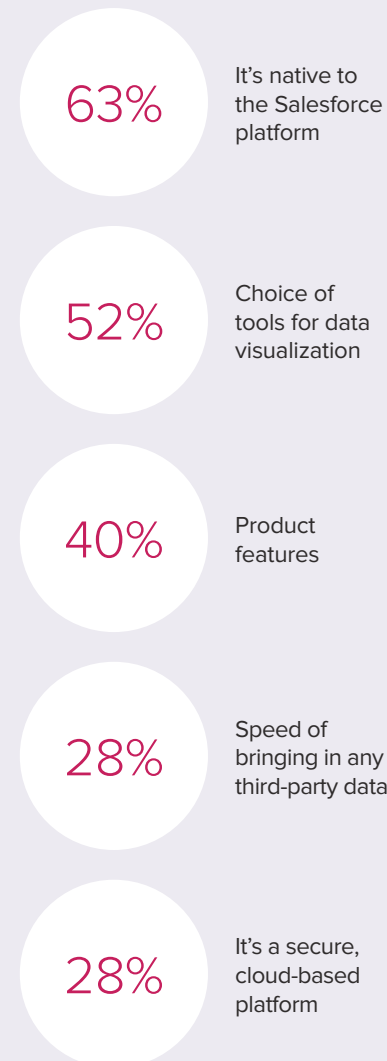 63%
It’s native to
the Salesforce
platform
52%
Choice of
tools for data
visualization
40%
Product
features
28%
Speed of
bringing in any
third-party data
28%
It’s a secure,
cloud-based
platform